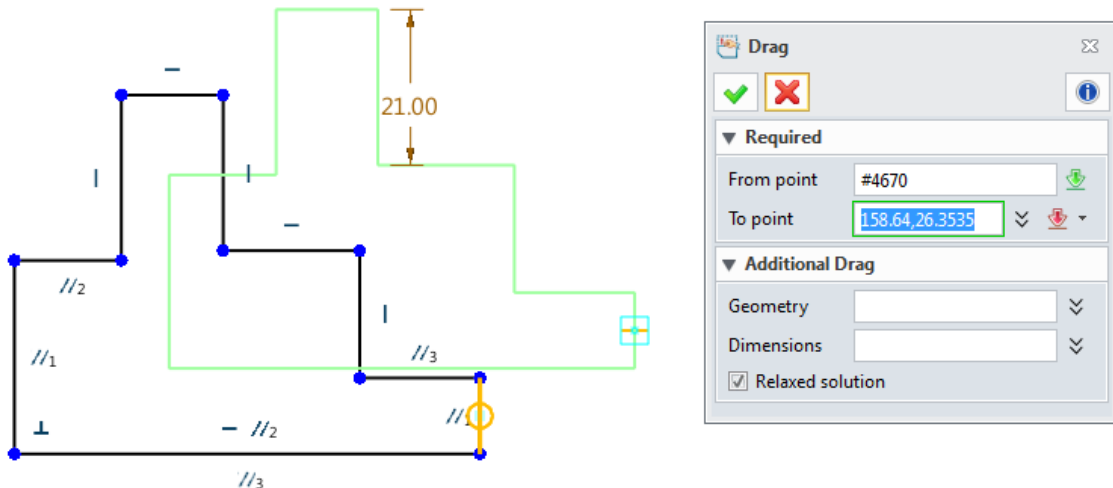 21.00
//2
//1
//3
//1
//2
//3
Drag
Required
From point #4670
To point 158.64,26.3535
Additional Drag
Geometry
Dimensions
Relaxed solution